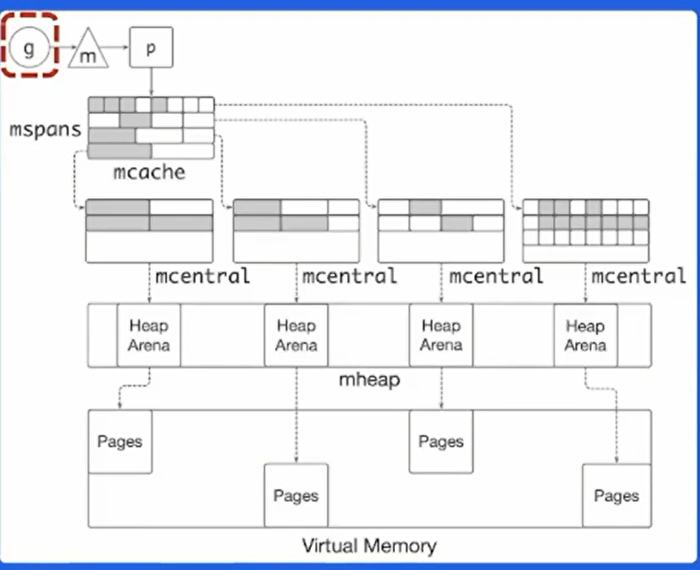 g
m
p
mspans
mcache
mcentral
mcentral
mcentral
mcentral
Heap
Arena
Heap
Arena
Heap
Arena
Heap
Arena
mheap
Pages
Pages
Pages
Pages
Virtual Memory